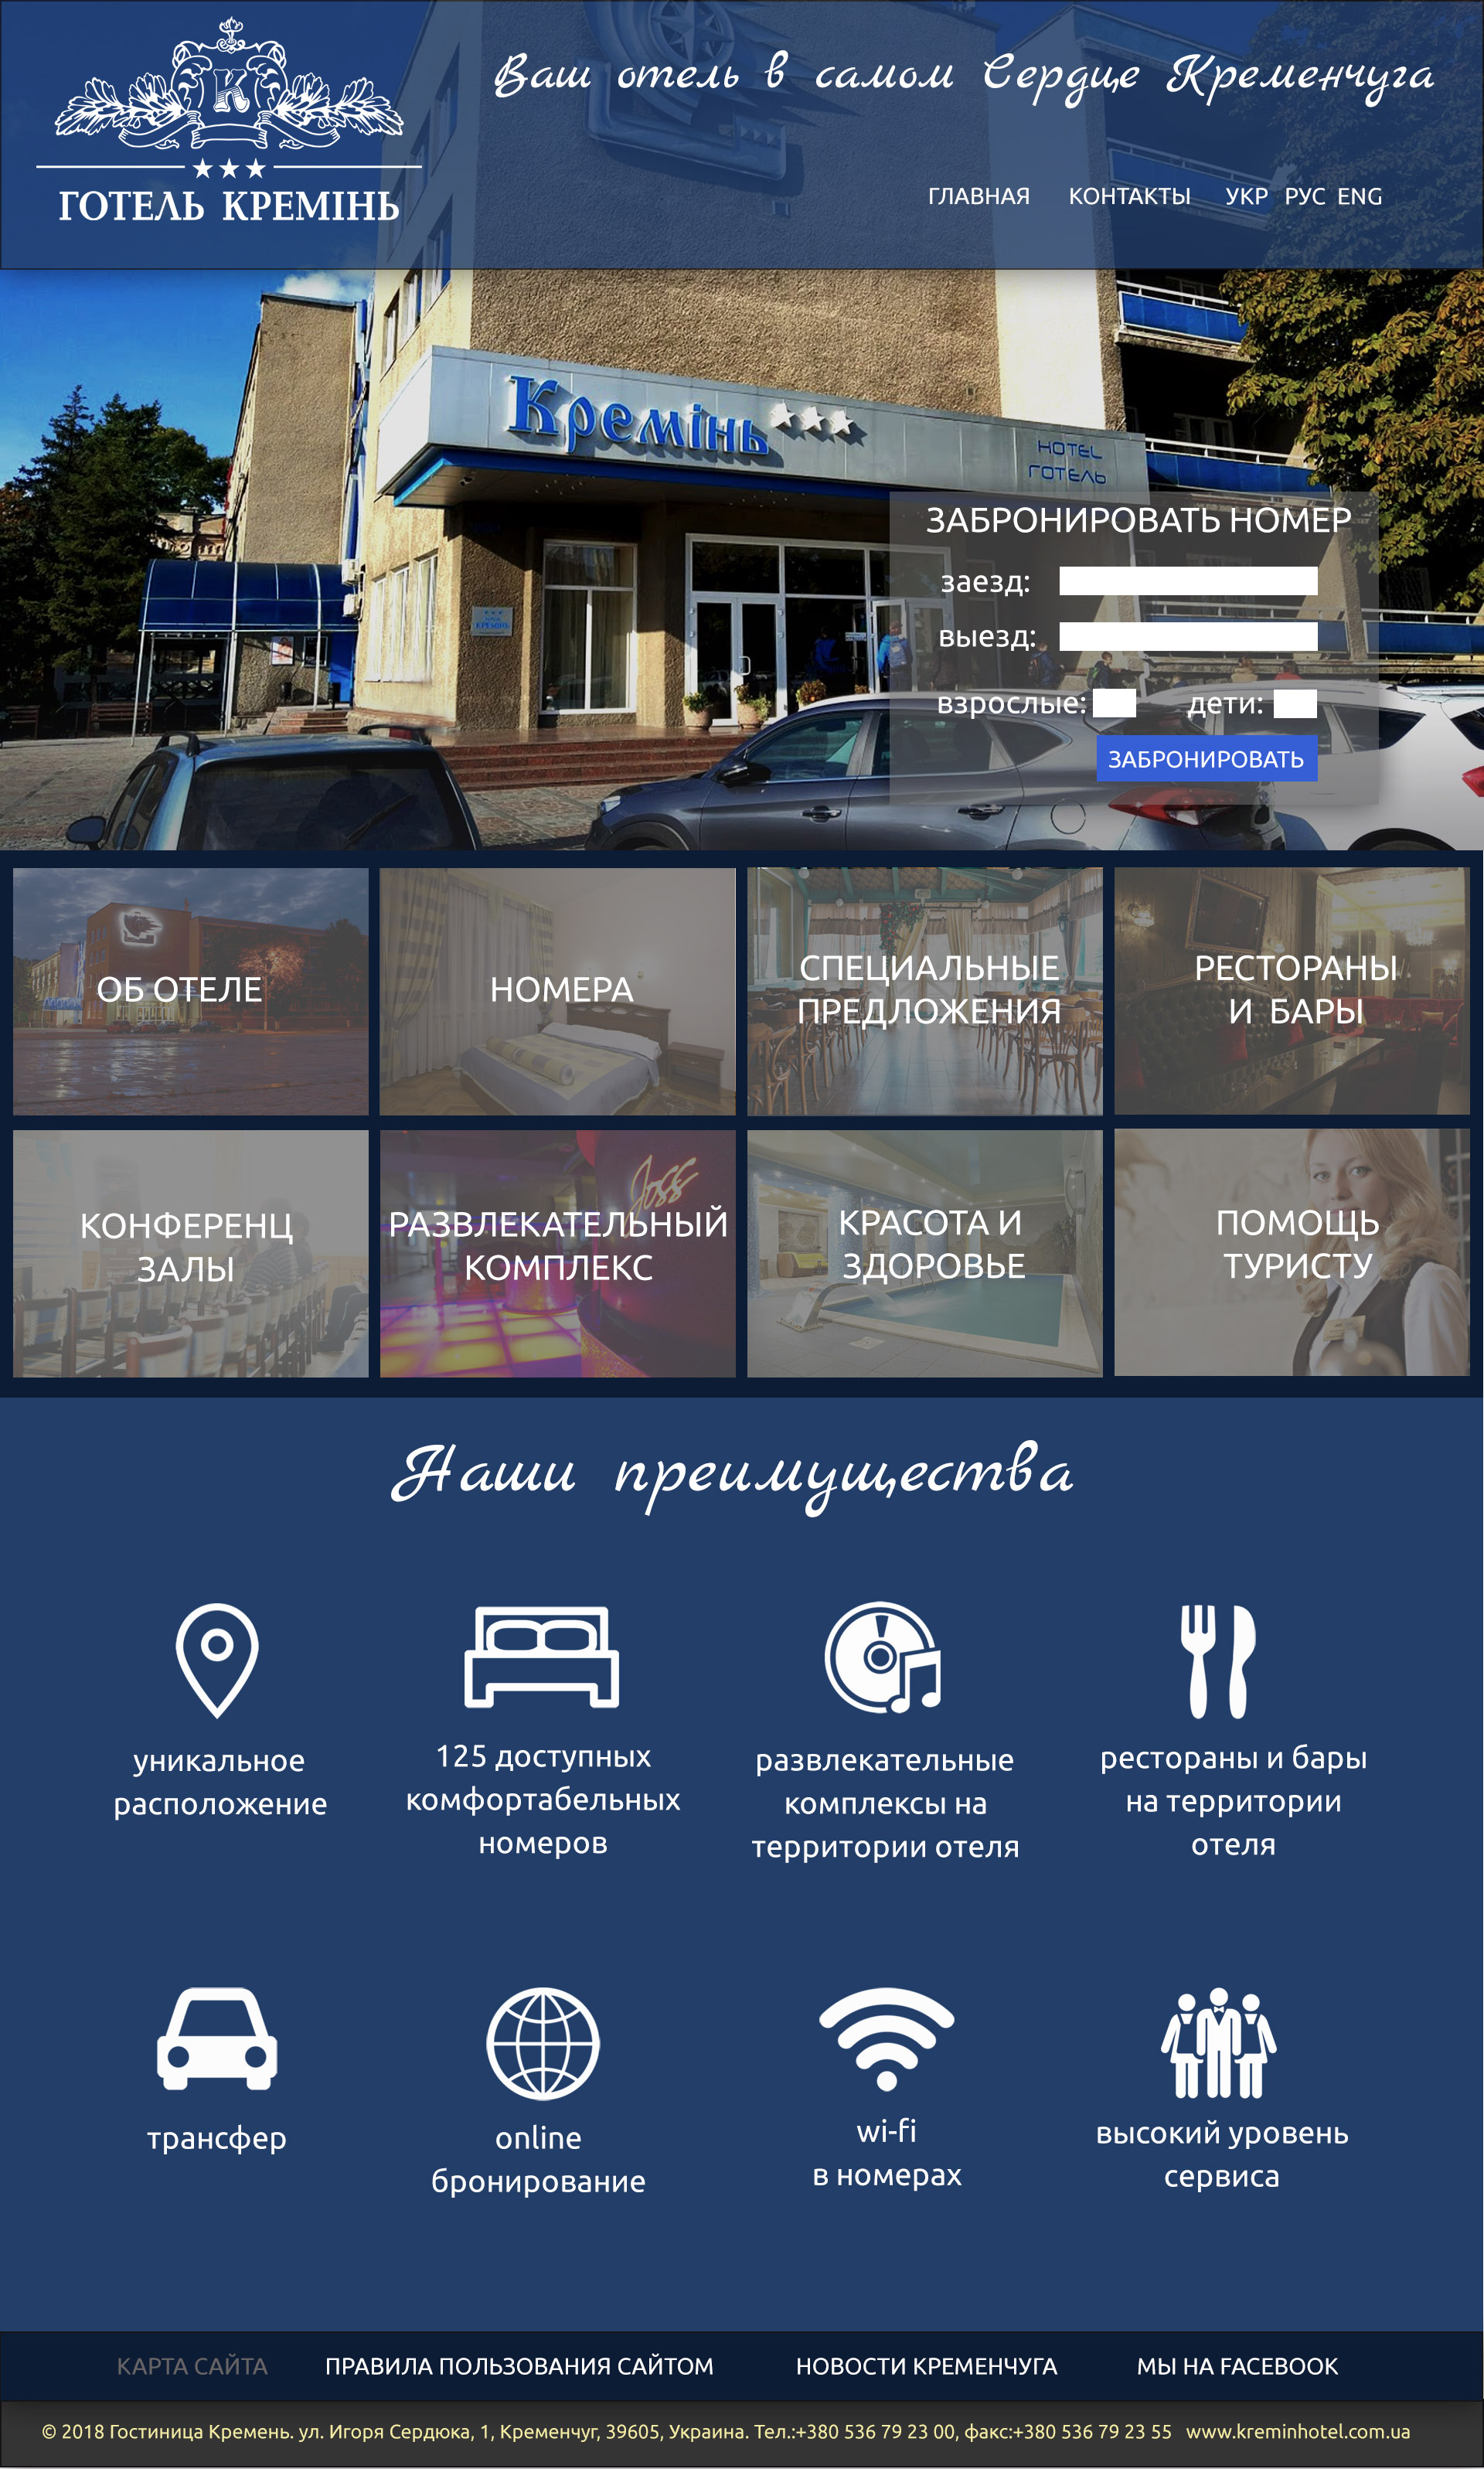 K
ГОТЕЛЬ КРЕМІНЬ
Ваш отель в самом Сердце Кременчуга
ГЛАВНАЯ КОНТАКТЫ УКР РУС ENG
Кремінь
HOTEL
ГОТЕЛЬ
КРЕМІНЬ
ЗАБРОНИРОВАТЬ НОМЕР
заезд:
выезд:
взрослые: дети:
ЗАБРОНИРОВАТЬ
ОБ ОТЕЛЕ
НОМЕРА
СПЕЦИАЛЬНЫЕ
ПРЕДЛОЖЕНИЯ
РЕСТОРАНЫ
И БАРЫ
КОНФЕРЕНЦ
ЗАЛЫ
Joss
РАЗВЛЕКАТЕЛЬНЫЙ
КОМПЛЕКС
КРАСОТА И
ЗДОРОВЬЕ
ПОМОЩЬ
ТУРИСТУ
Наши преимущества
уникальное
расположение
125 доступных
комфортабельных
номеров
развлекательные
комплексы на
территории отеля
рестораны и бары
на территории
отеля
трансфер
online
бронирование
wi-fi
в номерах
высокий уровень
сервиса
КАРТА САЙТА ПРАВИЛА ПОЛЬЗОВАНИЯ САЙТОМ НОВОСТИ КРЕМЕНЧУГА МЫ НА FACEBOOK
© 2018 Гостиница Кремень. ул. Игоря Сердюка, 1, Кременчуг, 39605, Украина. Тел.:+380 536 79 23 00, факс:+380 536 79 23 55 www.kreminhotel.com.ua